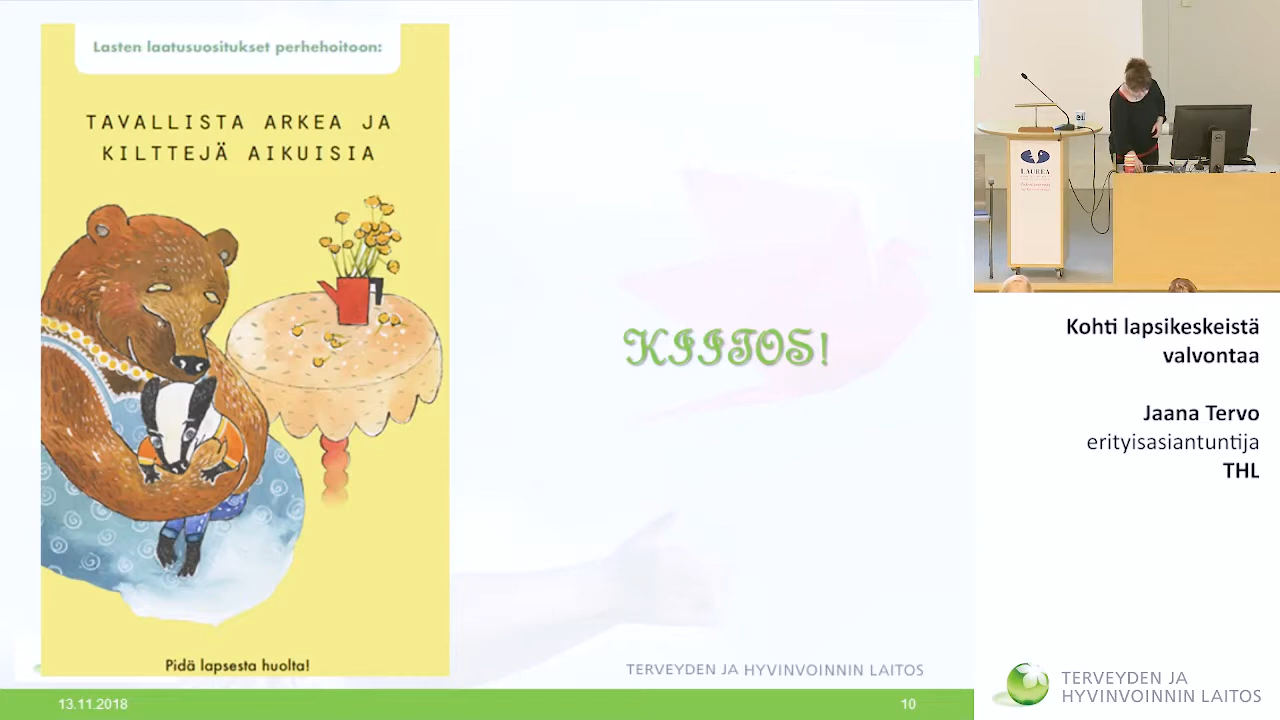 Lasten laatusuositukset perhehoitoon:
TAVALLISTA ARKEA JA
KILTTEJÄ AIKUISIA
Pidä lapsesta huolta!
KIITOS!
TERVEYDEN JA HYVINVOINNIN LAITOS
13.11.2018
10
LAUREA
Kohti lapsikeskeistä
valvontaa
Jaana Tervo
erityisasiantuntija
THL
TERVEYDEN JA
HYVINVOINNIN LAITOS